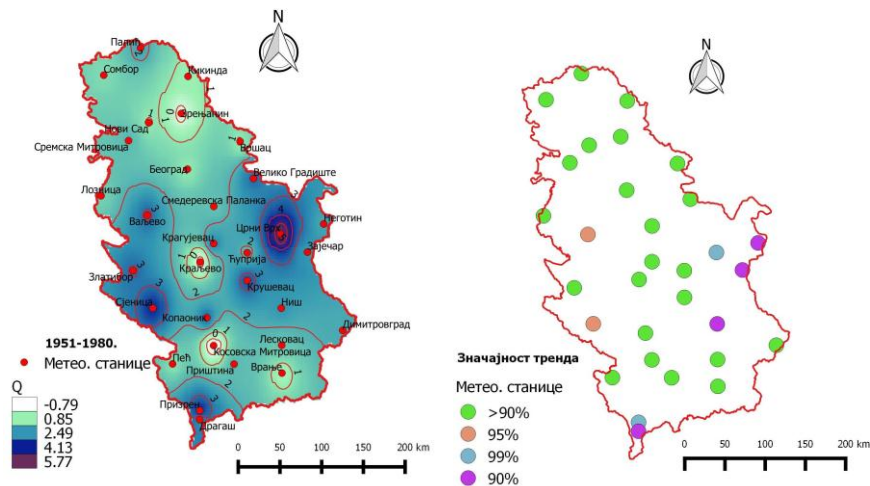 N
Палић
Сомбор
Кикинда
Зрењанин
Нови Сад
Сремска Митровица
Вршац
Београд
Велико Градиште
Лозница
Смедеревска Паланка
Ваљево
Црни Врх
Неготин
Крагујевац
Зајечар
Ћуприја
Краљево
Златибор
Крушевац
Сјеница
Копаоник
Ниш
Димитровград
Лесковац
Косовска Митровица
Пећ
Приштина
Врање
Призрен
Драгаш
1951-1980.
Метео. станице
Q
-0.79
0.85
2.49
4.13
5.77
0 50 100 150 200 km
N
Значајност тренда
Метео. станице
>90%
95%
99%
90%
0 50 100 150 200 km